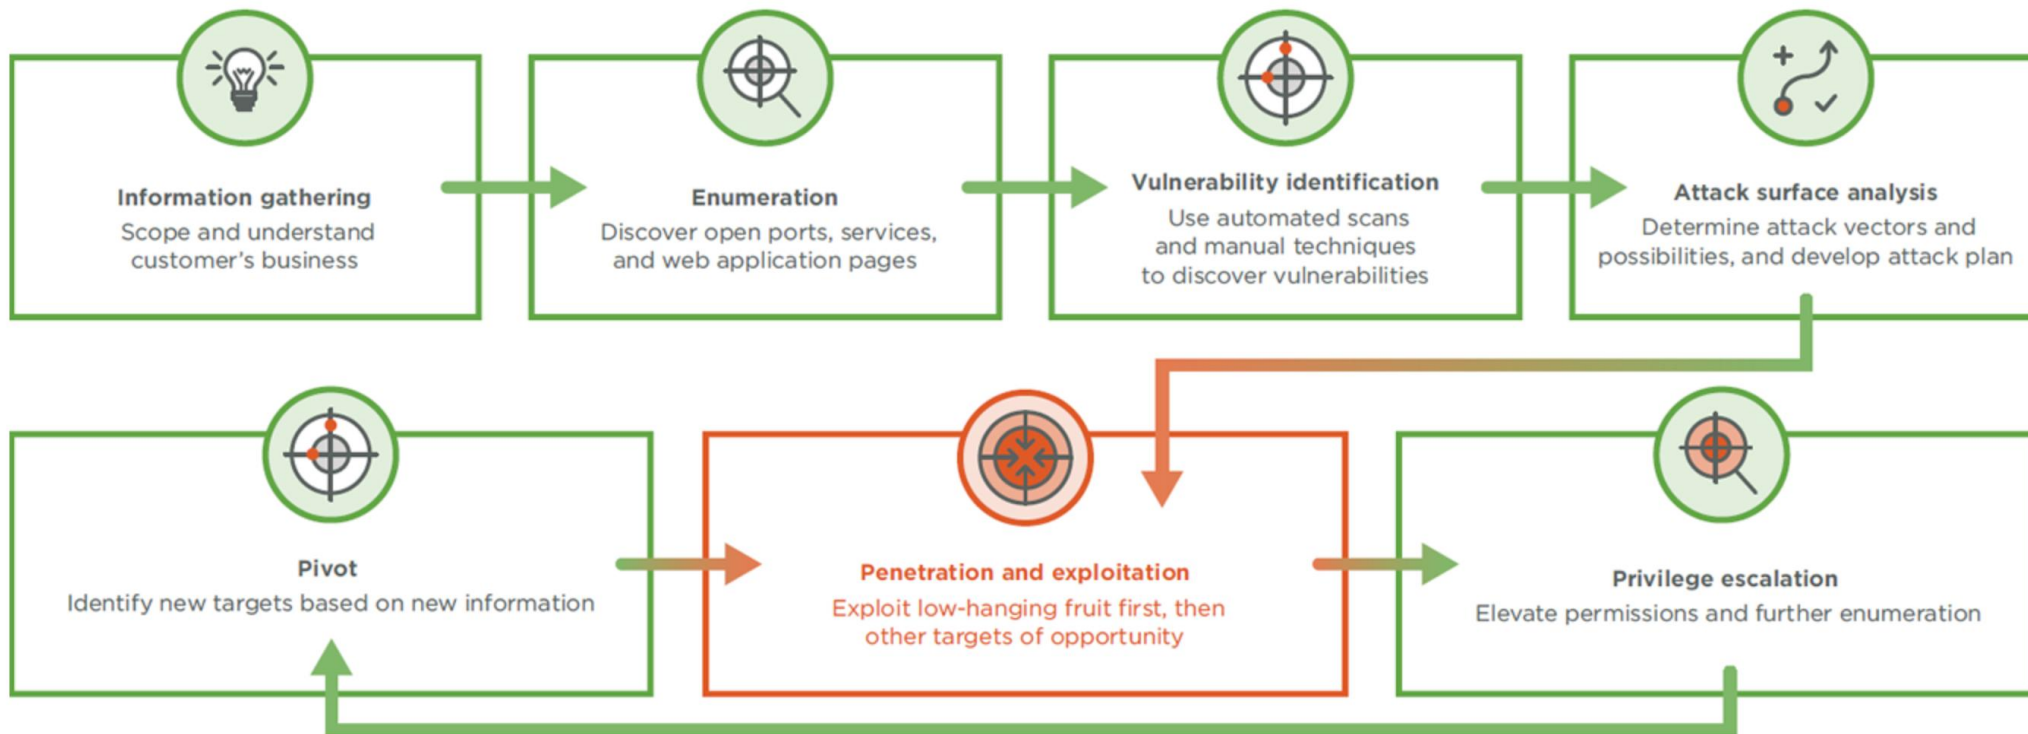 Information gathering
Scope and understand
customer's business
Enumeration
Discover open ports, services,
and web application pages
Vulnerability identification
Use automated scans
and manual techniques
to discover vulnerabilities
Attack surface analysis
Determine attack vectors and
possibilities, and develop attack plan
Pivot
Identify new targets based on new information
Penetration and exploitation
Exploit low-hanging fruit first, then
other targets of opportunity
Privilege escalation
Elevate permissions and further enumeration